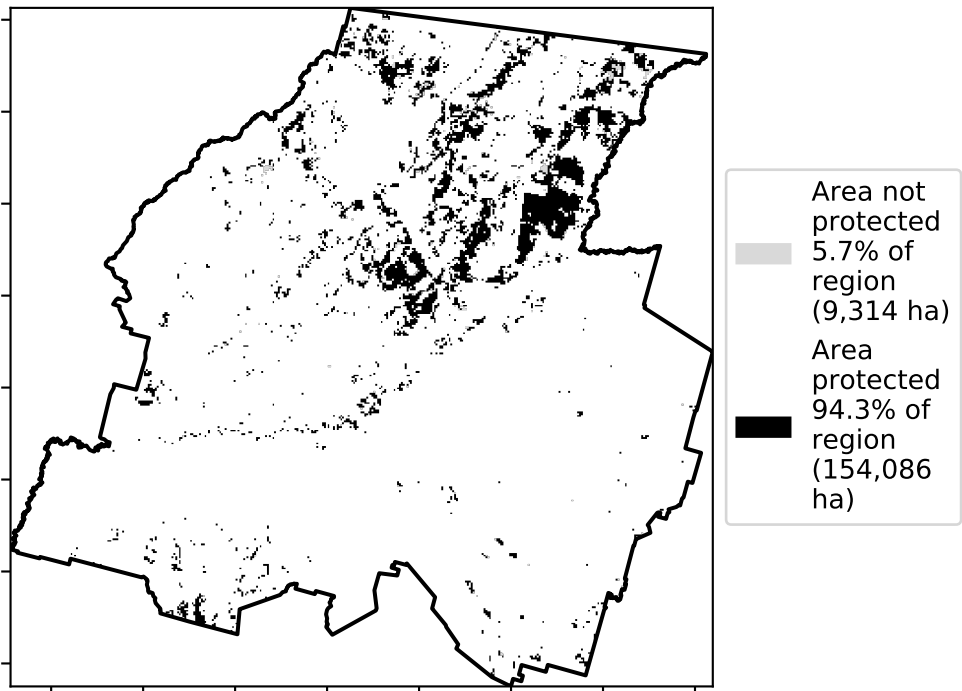 Area not
protected
5.7% of
region
(9,314 ha)
Area
protected
94.3% of
region
(154,086
ha)